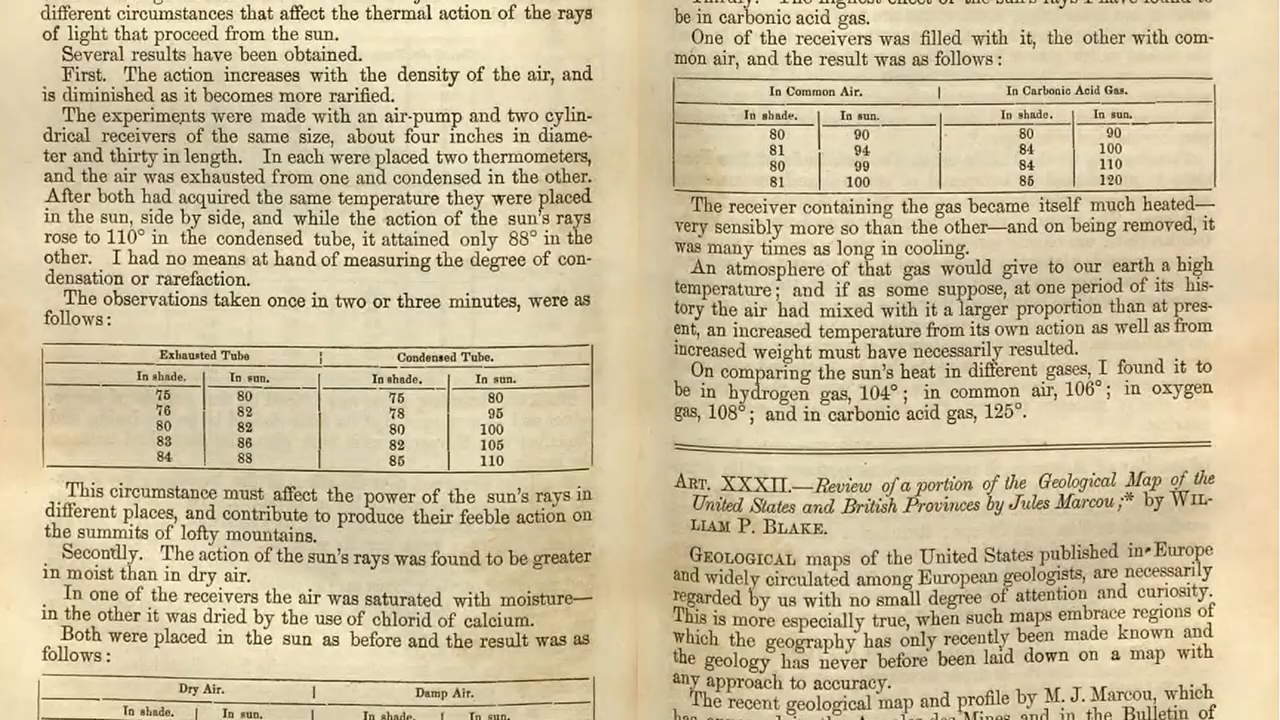 different circumstances that affect the thermal action of the rays
of light that proceed from the sun.
Several results have been obtained.
First. The action increases with the density of the air, and
is diminished as it becomes more rarified.
The experiments were made with an air-pump and two cylin-
drical receivers of the same size, about four inches in diame-
ter and thirty in length. In each were placed two thermometers,
and the air was exhausted from one and condensed in the other.
After both had acquired the same temperature they were placed
in the sun, side by side, and while the action of the sun's rays
rose to 110° in the condensed tube, it attained only 88° in the
other. I had no means at hand of measuring the degree of con-
densation or rarefaction.
The observations taken once in two or three minutes, were as
follows:
Exhausted Tube | Condensed Tube.
In shade. | In sun. | In shade. | In sun.
75 80 75 80
76 82 78 95
80 82 80 100
83 86 82 105
84 88 85 110
This circumstance must affect the power of the sun's rays in
different places, and contribute to produce their feeble action on
the summits of lofty mountains.
Secondly. The action of the sun's rays was found to be greater
in moist than in dry air.
In one of the receivers the air was saturated with moisture—
in the other it was dried by the use of chlorid of calcium.
Both were placed in the sun as before and the result was as
follows:
Dry Air. | Damp Air.
In shade. | In sun. In shade. | In sun.
be in carbonic acid gas.
One of the receivers was filled with it, the other with com-
mon air, and the result was as follows:
In Common Air. | In Carbonic Acid Gas.
In shade. | In sun. | In shade. | In sun.
80 90 80 90
81 94 84 100
80 99 84 110
81 100 85 120
The receiver containing the gas became itself much heated—
very sensibly more so than the other—and on being removed, it
was many times as long in cooling.
An atmosphere of that gas would give to our earth a high
temperature; and if as some suppose, at one period of its his-
tory the air had mixed with it a larger proportion than at pres-
ent, an increased temperature from its own action as well as from
increased weight must have necessarily resulted.
On comparing the sun's heat in different gases, I found it to
be in hydrogen gas, 104°; in common air, 106°; in oxygen
gas, 108°; and in carbonic acid gas, 125°.
ART. XXXII.—Review of a portion of the Geological Map of the
United States and British Provinces by Jules Marcou;* by WIL-
LIAM P. BLAKE.
GEOLOGICAL maps of the United States published in Europe
and widely circulated among European geologists, are necessarily
regarded by us with no small degree of attention and curiosity.
This is more especially true, when such maps embrace regions of
which the geography has only recently been made known and
the geology has never before been laid down on a map with
any approach to accuracy.
The recent geological map and profile by M. J. Marcou, which